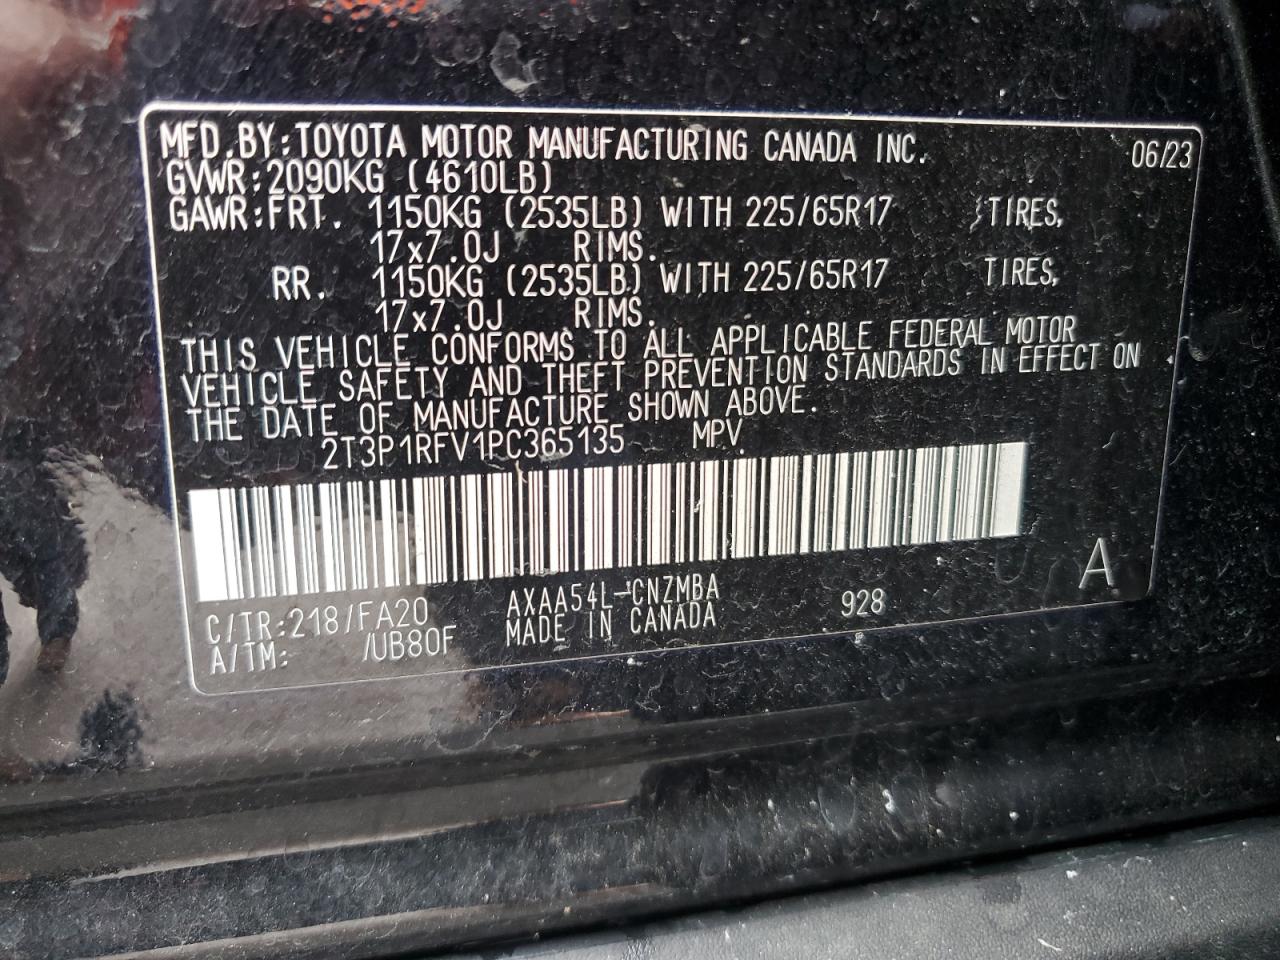 MFD.BY:TOYOTA MOTOR MANUFACTURING CANADA INC. 06/23
GVWR:2090KG (4610LB)
GAWR:FRT. 1150KG (2535LB) WITH 225/65R17 TIRES,
17x7.0J RIMS.
RR. 1150KG (2535LB) WITH 225/65R17 TIRES,
17x7.0J RIMS.
THIS VEHICLE CONFORMS TO ALL APPLICABLE FEDERAL MOTOR
VEHICLE SAFETY AND THEFT PREVENTION STANDARDS IN EFFECT ON
THE DATE OF MANUFACTURE SHOWN ABOVE.
2T3P1RFV1PC365135 MPV
C/TR:218/FA20 AXAA54L-CNZMBA 928 A
A/TM: /UB80F MADE IN CANADA